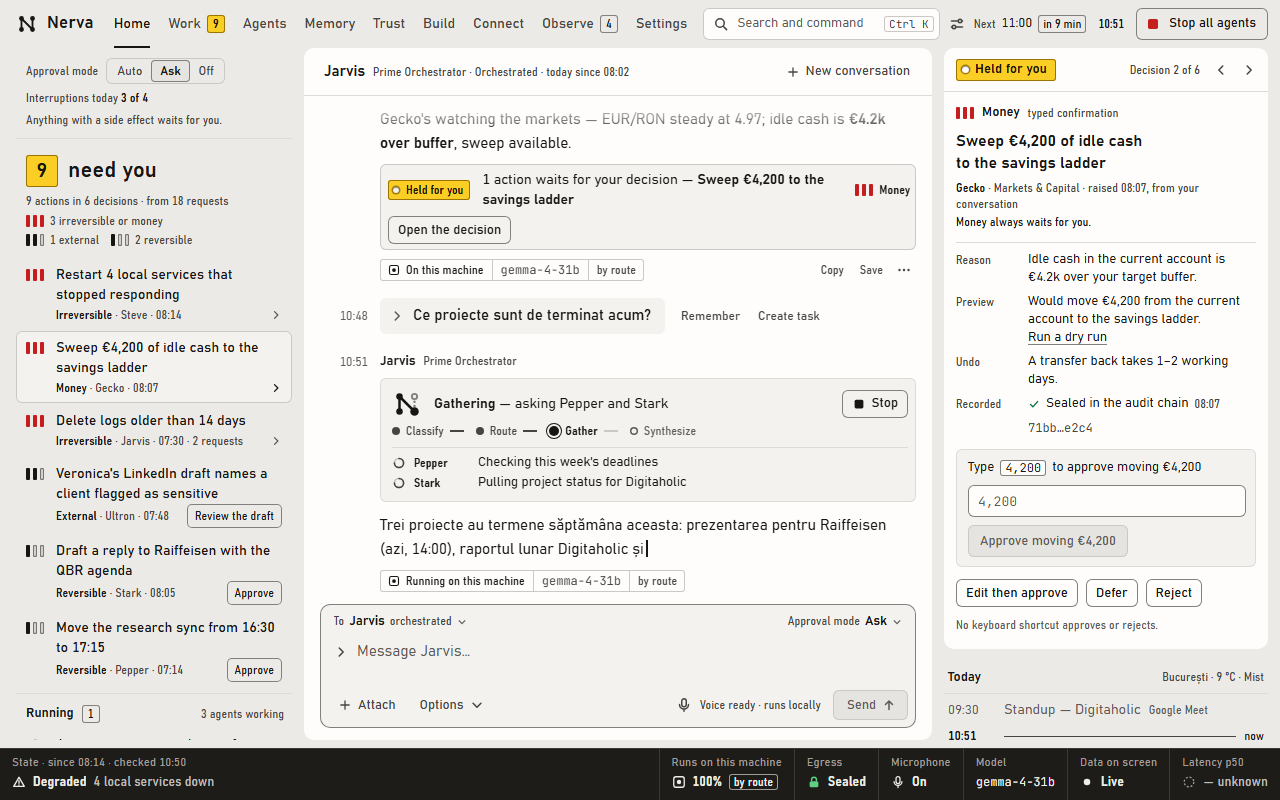 Nerva Home Work 9 Agents Memory Trust Build Connect Observe 4 Settings Search and command Ctrl K Next 11:00 in 9 min 10:51 Stop all agents
Approval mode Auto Ask Off
Interruptions today 3 of 4
Anything with a side effect waits for you.
9 need you
9 actions in 6 decisions · from 18 requests
3 irreversible or money
1 external 2 reversible
Restart 4 local services that
stopped responding
Irreversible · Steve · 08:14
Sweep €4,200 of idle cash to the
savings ladder
Money · Gecko · 08:07
Delete logs older than 14 days
Irreversible · Jarvis · 07:30 · 2 requests
Veronica's LinkedIn draft names a
client flagged as sensitive
External · Ultron · 07:48 Review the draft
Draft a reply to Raiffeisen with the
QBR agenda
Reversible · Stark · 08:05 Approve
Move the research sync from 16:30
to 17:15
Reversible · Pepper · 07:14 Approve
Running 1 3 agents working
Jarvis Prime Orchestrator · Orchestrated · today since 08:02 + New conversation
Gecko's watching the markets — EUR/RON steady at 4.97; idle cash is €4.2k
over buffer, sweep available.
Held for you 1 action waits for your decision — Sweep €4,200 to the
savings ladder
Money
Open the decision
On this machine gemma-4-31b by route Copy Save ···
10:48 Ce proiecte sunt de terminat acum? Remember Create task
10:51 Jarvis Prime Orchestrator
Gathering — asking Pepper and Stark Stop
Classify Route Gather Synthesize
Pepper Checking this week's deadlines
Stark Pulling project status for Digitaholic
Trei proiecte au termene săptămâna aceasta: prezentarea pentru Raiffeisen
(azi, 14:00), raportul lunar Digitaholic și
Running on this machine gemma-4-31b by route
To Jarvis orchestrated Approval mode Ask
Message Jarvis…
+ Attach Options Voice ready · runs locally Send
Held for you Decision 2 of 6
Money typed confirmation
Sweep €4,200 of idle cash
to the savings ladder
Gecko · Markets & Capital · raised 08:07, from your
conversation
Money always waits for you.
Reason Idle cash in the current account is
€4.2k over your target buffer.
Preview Would move €4,200 from the current
account to the savings ladder.
Run a dry run
Undo A transfer back takes 1–2 working
days.
Recorded Sealed in the audit chain 08:07
71bb…e2c4
Type 4,200 to approve moving €4,200
4,200
Approve moving €4,200
Edit then approve Defer Reject
No keyboard shortcut approves or rejects.
Today București · 9 °C · Mist
09:30 Standup — Digitaholic Google Meet
10:51 now
State · since 08:14 · checked 10:50
Degraded 4 local services down
Runs on this machine
100% by route
Egress
Sealed
Microphone
On
Model
gemma-4-31b
Data on screen
Live
Latency p50
— unknown